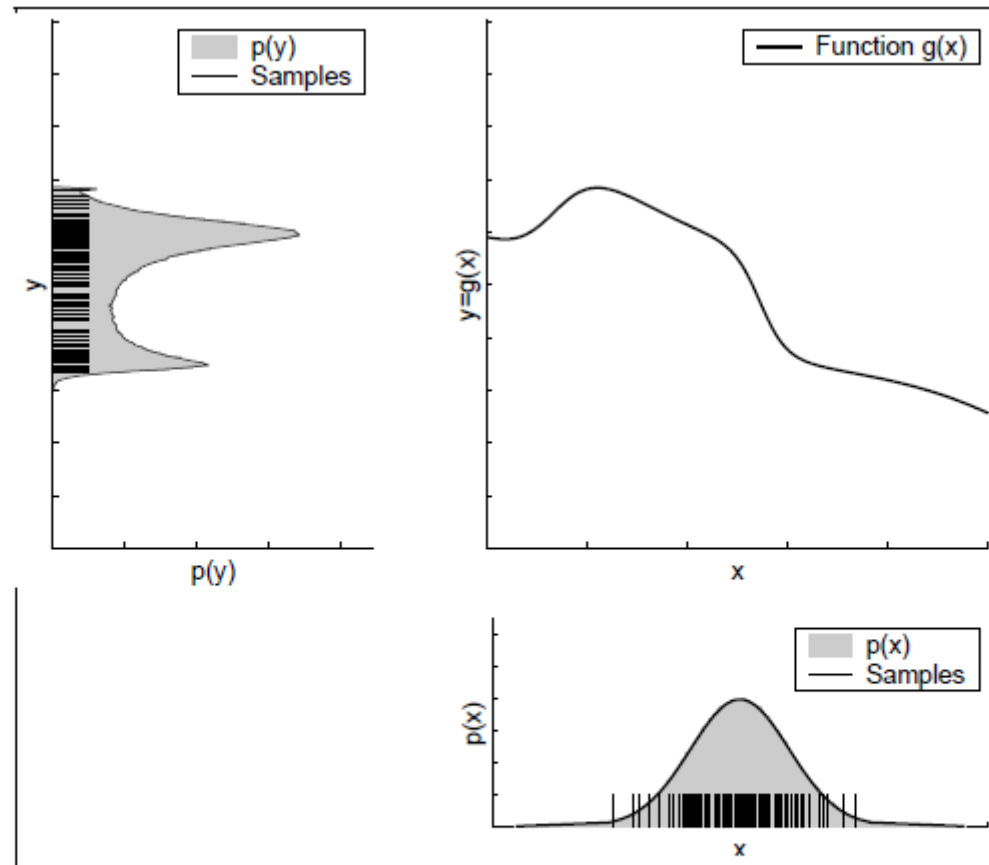 p(y)
Samples
y
p(y)
Function g(x)
y=g(x)
x
p(x)
Samples
p(x)
x